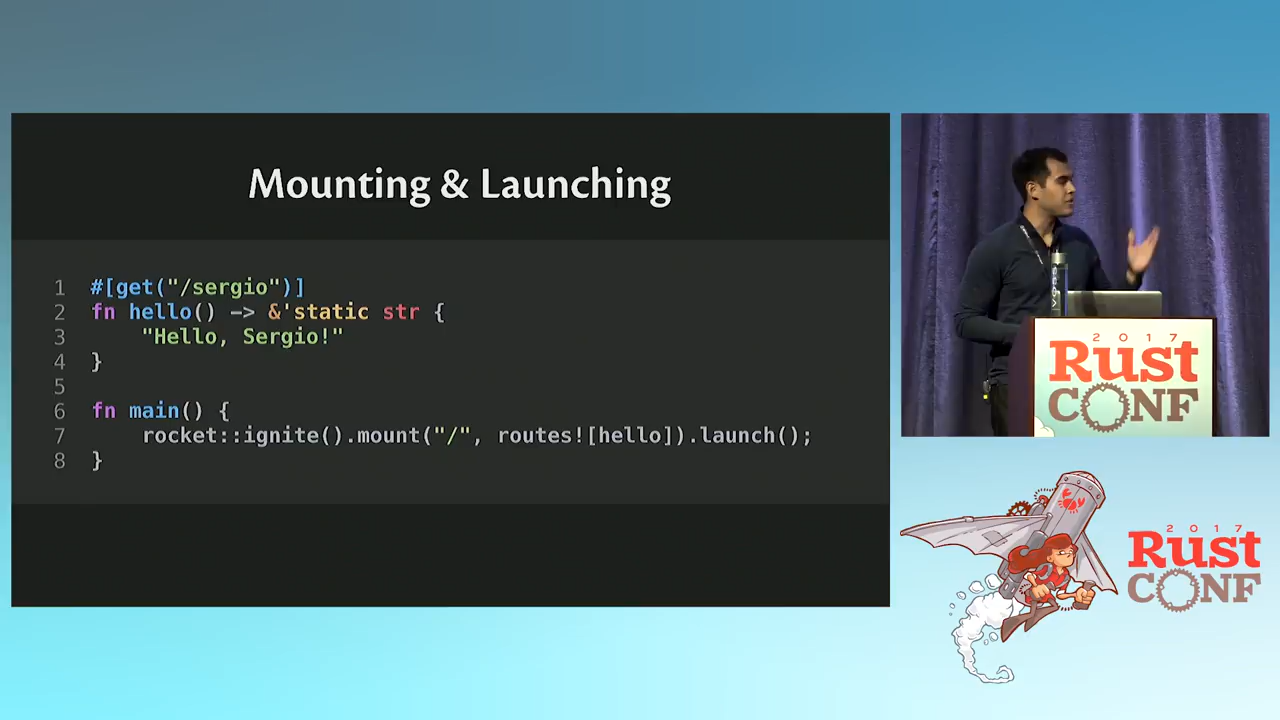 Mounting & Launching
1 #[get("/sergio")]
2 fn hello() -> &'static str {
3     "Hello, Sergio!"
4 }
5
6 fn main() {
7     rocket::ignite().mount("/", routes![hello]).launch();
8 }
2017
RUST
CONF
2017
RUST
CONF